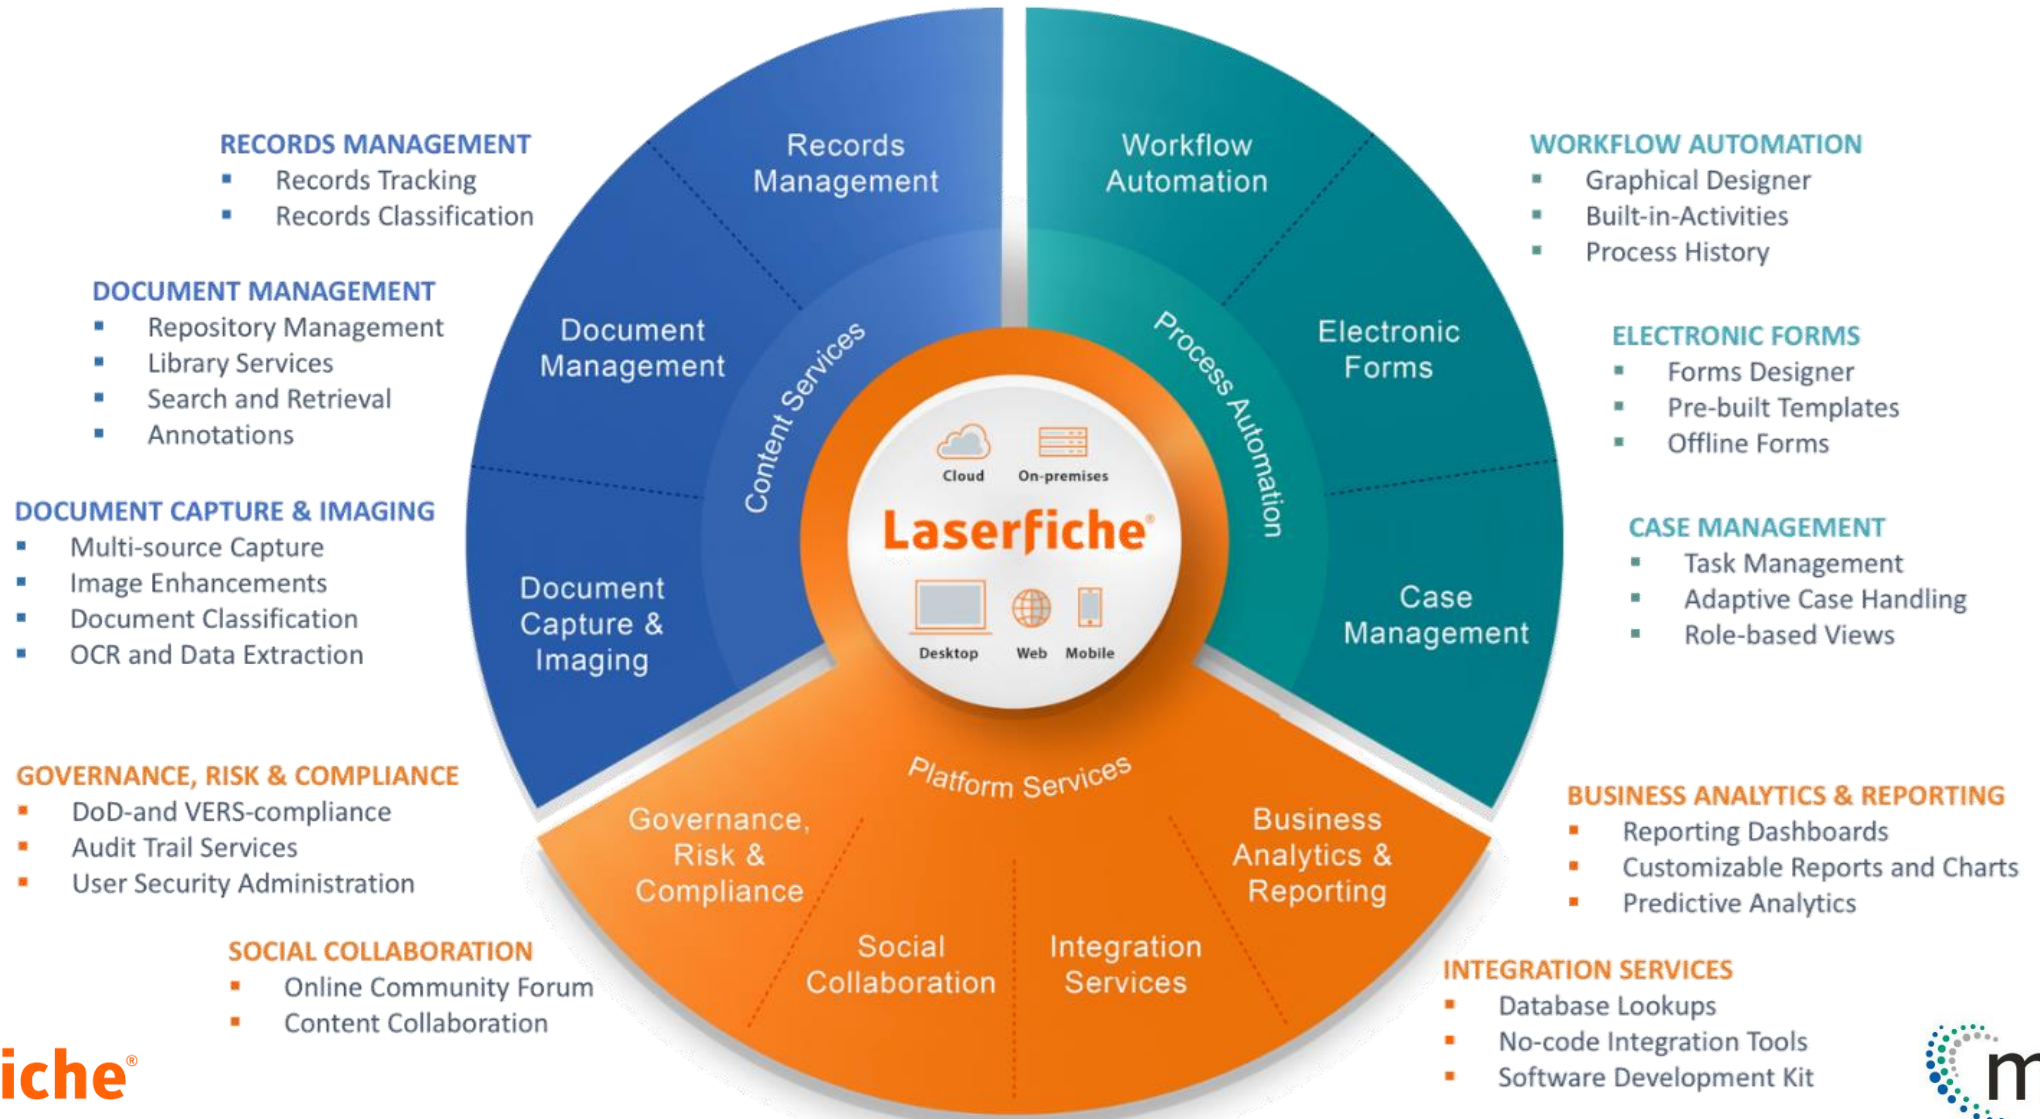 RECORDS MANAGEMENT
Records Tracking
Records Classification
DOCUMENT MANAGEMENT
Repository Management
Library Services
Search and Retrieval
Annotations
DOCUMENT CAPTURE & IMAGING
Multi-source Capture
Image Enhancements
Document Classification
OCR and Data Extraction
GOVERNANCE, RISK & COMPLIANCE
DoD-and VERS-compliance
Audit Trail Services
User Security Administration
SOCIAL COLLABORATION
Online Community Forum
Content Collaboration
iche®
Records
Management
Document
Management
Document
Capture &
Imaging
Content Services
Workflow
Automation
Electronic
Forms
Case
Management
Process Automation
Cloud
On-premises
Laserfiche®
Desktop
Web
Mobile
Platform Services
Governance,
Risk &
Compliance
Social
Collaboration
Integration
Services
Business
Analytics &
Reporting
WORKFLOW AUTOMATION
Graphical Designer
Built-in-Activities
Process History
ELECTRONIC FORMS
Forms Designer
Pre-built Templates
Offline Forms
CASE MANAGEMENT
Task Management
Adaptive Case Handling
Role-based Views
BUSINESS ANALYTICS & REPORTING
Reporting Dashboards
Customizable Reports and Charts
Predictive Analytics
INTEGRATION SERVICES
Database Lookups
No-code Integration Tools
Software Development Kit
m